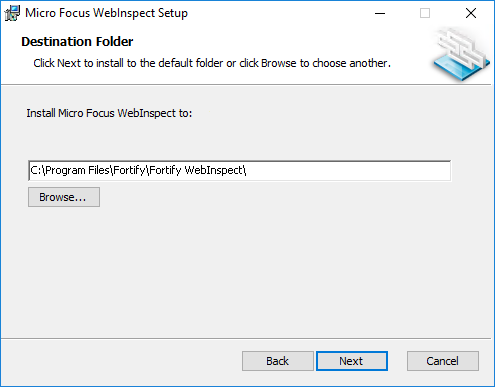 Micro Focus WebInspect Setup
Destination Folder
Click Next to install to the default folder or click Browse to choose another.
Install Micro Focus WebInspect to:
C:\Program Files\Fortify\Fortify WebInspect\
Browse...
Back Next Cancel